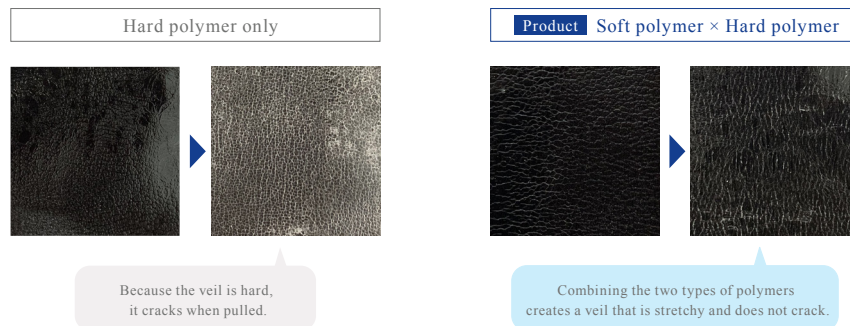 Hard polymer only
Product Soft polymer × Hard polymer
Because the veil is hard,
it cracks when pulled.
Combining the two types of polymers
creates a veil that is stretchy and does not crack.